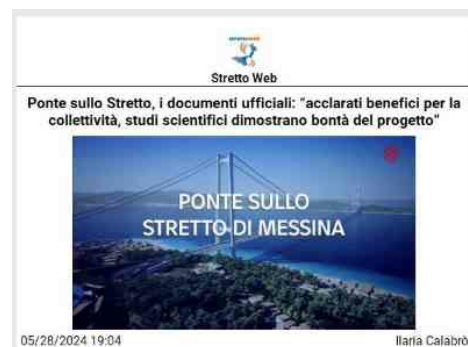 Stretto Web
Ponte sullo Stretto, i documenti ufficiali: “acclarati benefici per la
collettività, studi scientifici dimostrano bontà del progetto”
PONTE SULLO
STRETTO DI MESSINA
05/28/2024 19:04
Ilaria Calabrò